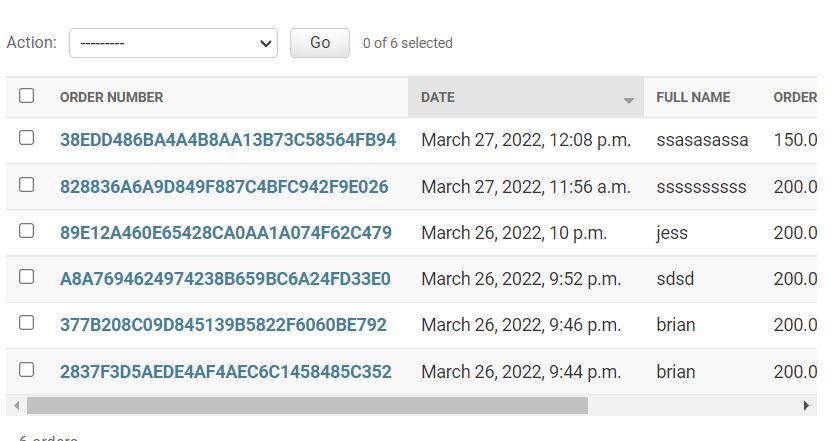 Action: --------- Go 0 of 6 selected
ORDER NUMBER DATE FULL NAME ORDER
38EDD486BA4A4B8AA13B73C58564FB94 March 27, 2022, 12:08 p.m. ssasasassa 150.0
828836A6A9D849F887C4BFC942F9E026 March 27, 2022, 11:56 a.m. ssssssssss 200.0
89E12A460E65428CA0AA1A074F62C479 March 26, 2022, 10 p.m. jess 200.0
A8A7694624974238B659BC6A24FD33E0 March 26, 2022, 9:52 p.m. sdsd 200.0
377B208C09D845139B5822F6060BE792 March 26, 2022, 9:46 p.m. brian 200.0
2837F3D5AEDE4AF4AEC6C1458485C352 March 26, 2022, 9:44 p.m. brian 200.0
6 orders